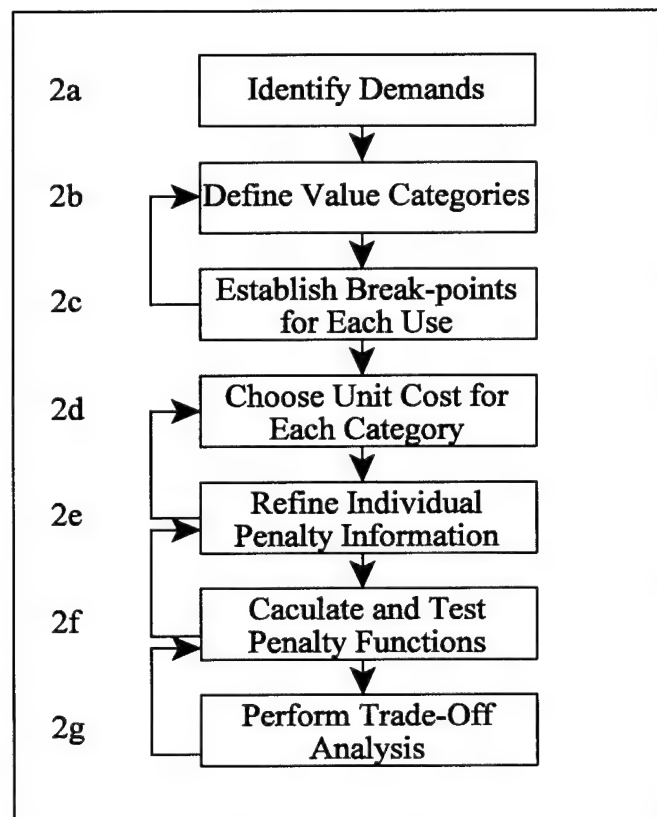 2a Identify Demands
2b Define Value Categories
2c Establish Break-points
for Each Use
2d Choose Unit Cost for
Each Category
2e Refine Individual
Penalty Information
2f Caculate and Test
Penalty Functions
2g Perform Trade-Off
Analysis